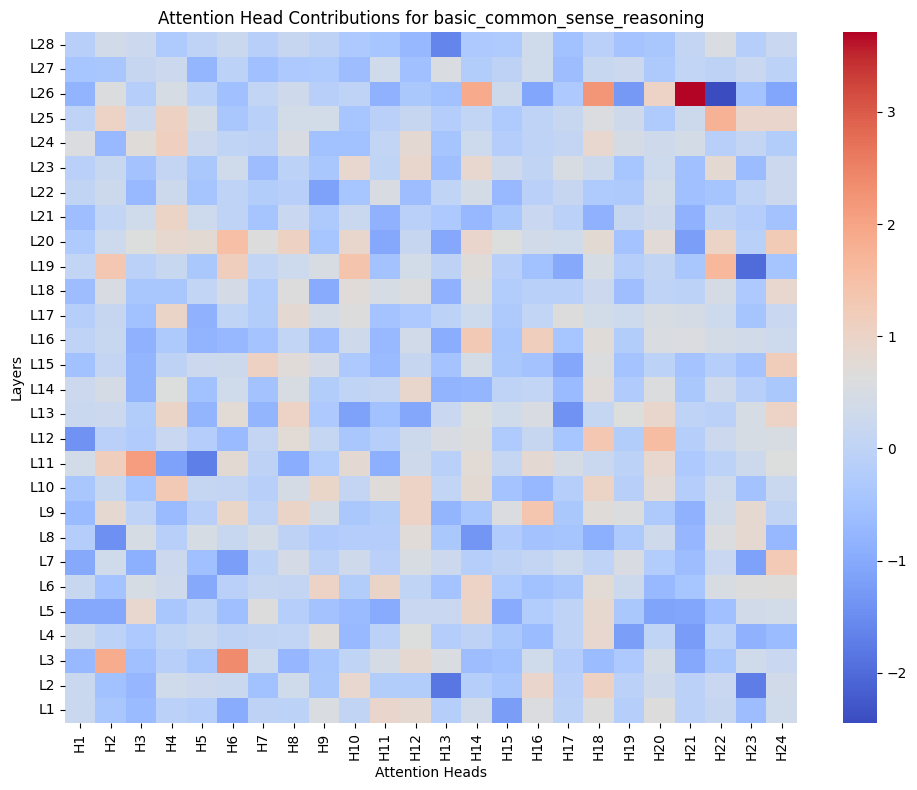 Attention Head Contributions for basic_common_sense_reasoning
Layers
L28
L27
L26
L25
L24
L23
L22
L21
L20
L19
L18
L17
L16
L15
L14
L13
L12
L11
L10
L9
L8
L7
L6
L5
L4
L3
L2
L1
H1 H2 H3 H4 H5 H6 H7 H8 H9 H10 H11 H12 H13 H14 H15 H16 H17 H18 H19 H20 H21 H22 H23 H24
Attention Heads
3
2
1
0
−1
−2